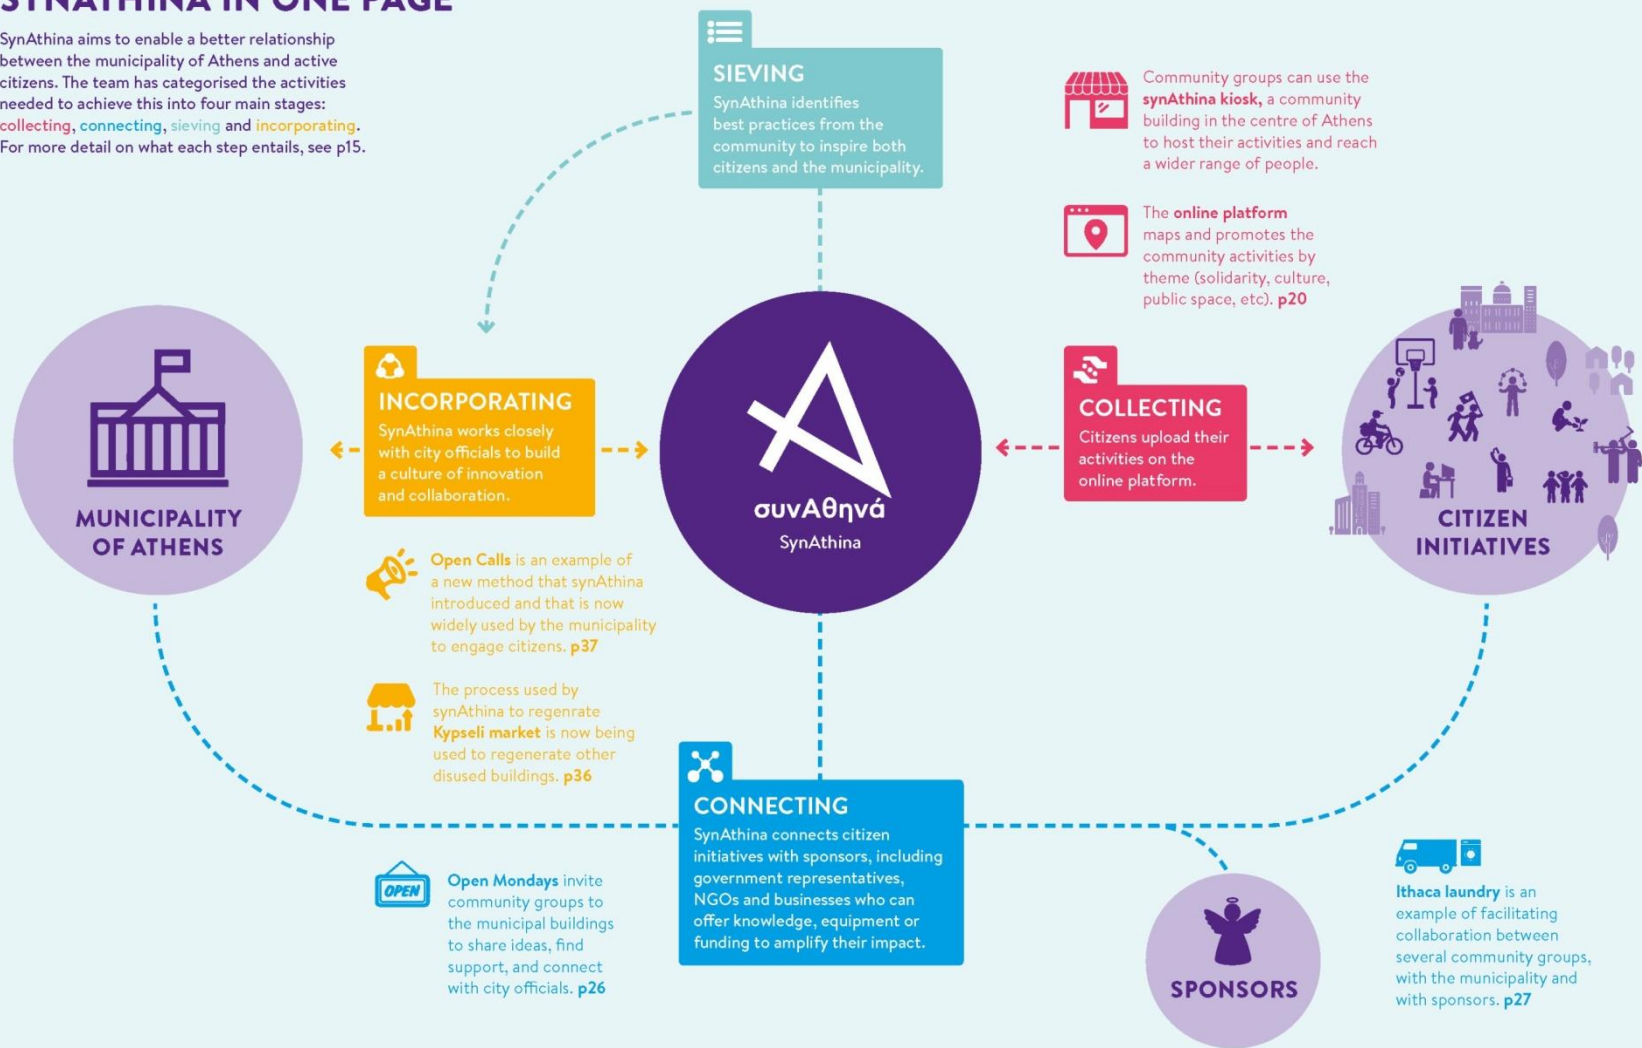 SYNATHINA IN ONE PAGE
SynAthina aims to enable a better relationship
between the municipality of Athens and active
citizens. The team has categorised the activities
needed to achieve this into four main stages:
collecting, connecting, sieving and incorporating.
For more detail on what each step entails, see p15.
SIEVING
SynAthina identifies
best practices from the
community to inspire both
citizens and the municipality.
Community groups can use the
synAthina kiosk, a community
building in the centre of Athens
to host their activities and reach
a wider range of people.
The online platform
maps and promotes the
community activities by
theme (solidarity, culture,
public space, etc). p20
MUNICIPALITY
OF ATHENS
INCORPORATING
SynAthina works closely
with city officials to build
a culture of innovation
and collaboration.
συνΑθηνά
SynAthina
COLLECTING
Citizens upload their
activities on the
online platform.
CITIZEN
INITIATIVES
Open Calls is an example of
a new method that synAthina
introduced and that is now
widely used by the municipality
to engage citizens. p37
The process used by
synAthina to regenrate
Kypseli market is now being
used to regenerate other
disused buildings. p36
CONNECTING
SynAthina connects citizen
initiatives with sponsors, including
government representatives,
NGOs and businesses who can
offer knowledge, equipment or
funding to amplify their impact.
OPEN
Open Mondays invite
community groups to
the municipal buildings
to share ideas, find
support, and connect
with city officials. p26
SPONSORS
Ithaca laundry is an
example of facilitating
collaboration between
several community groups,
with the municipality and
with sponsors. p27